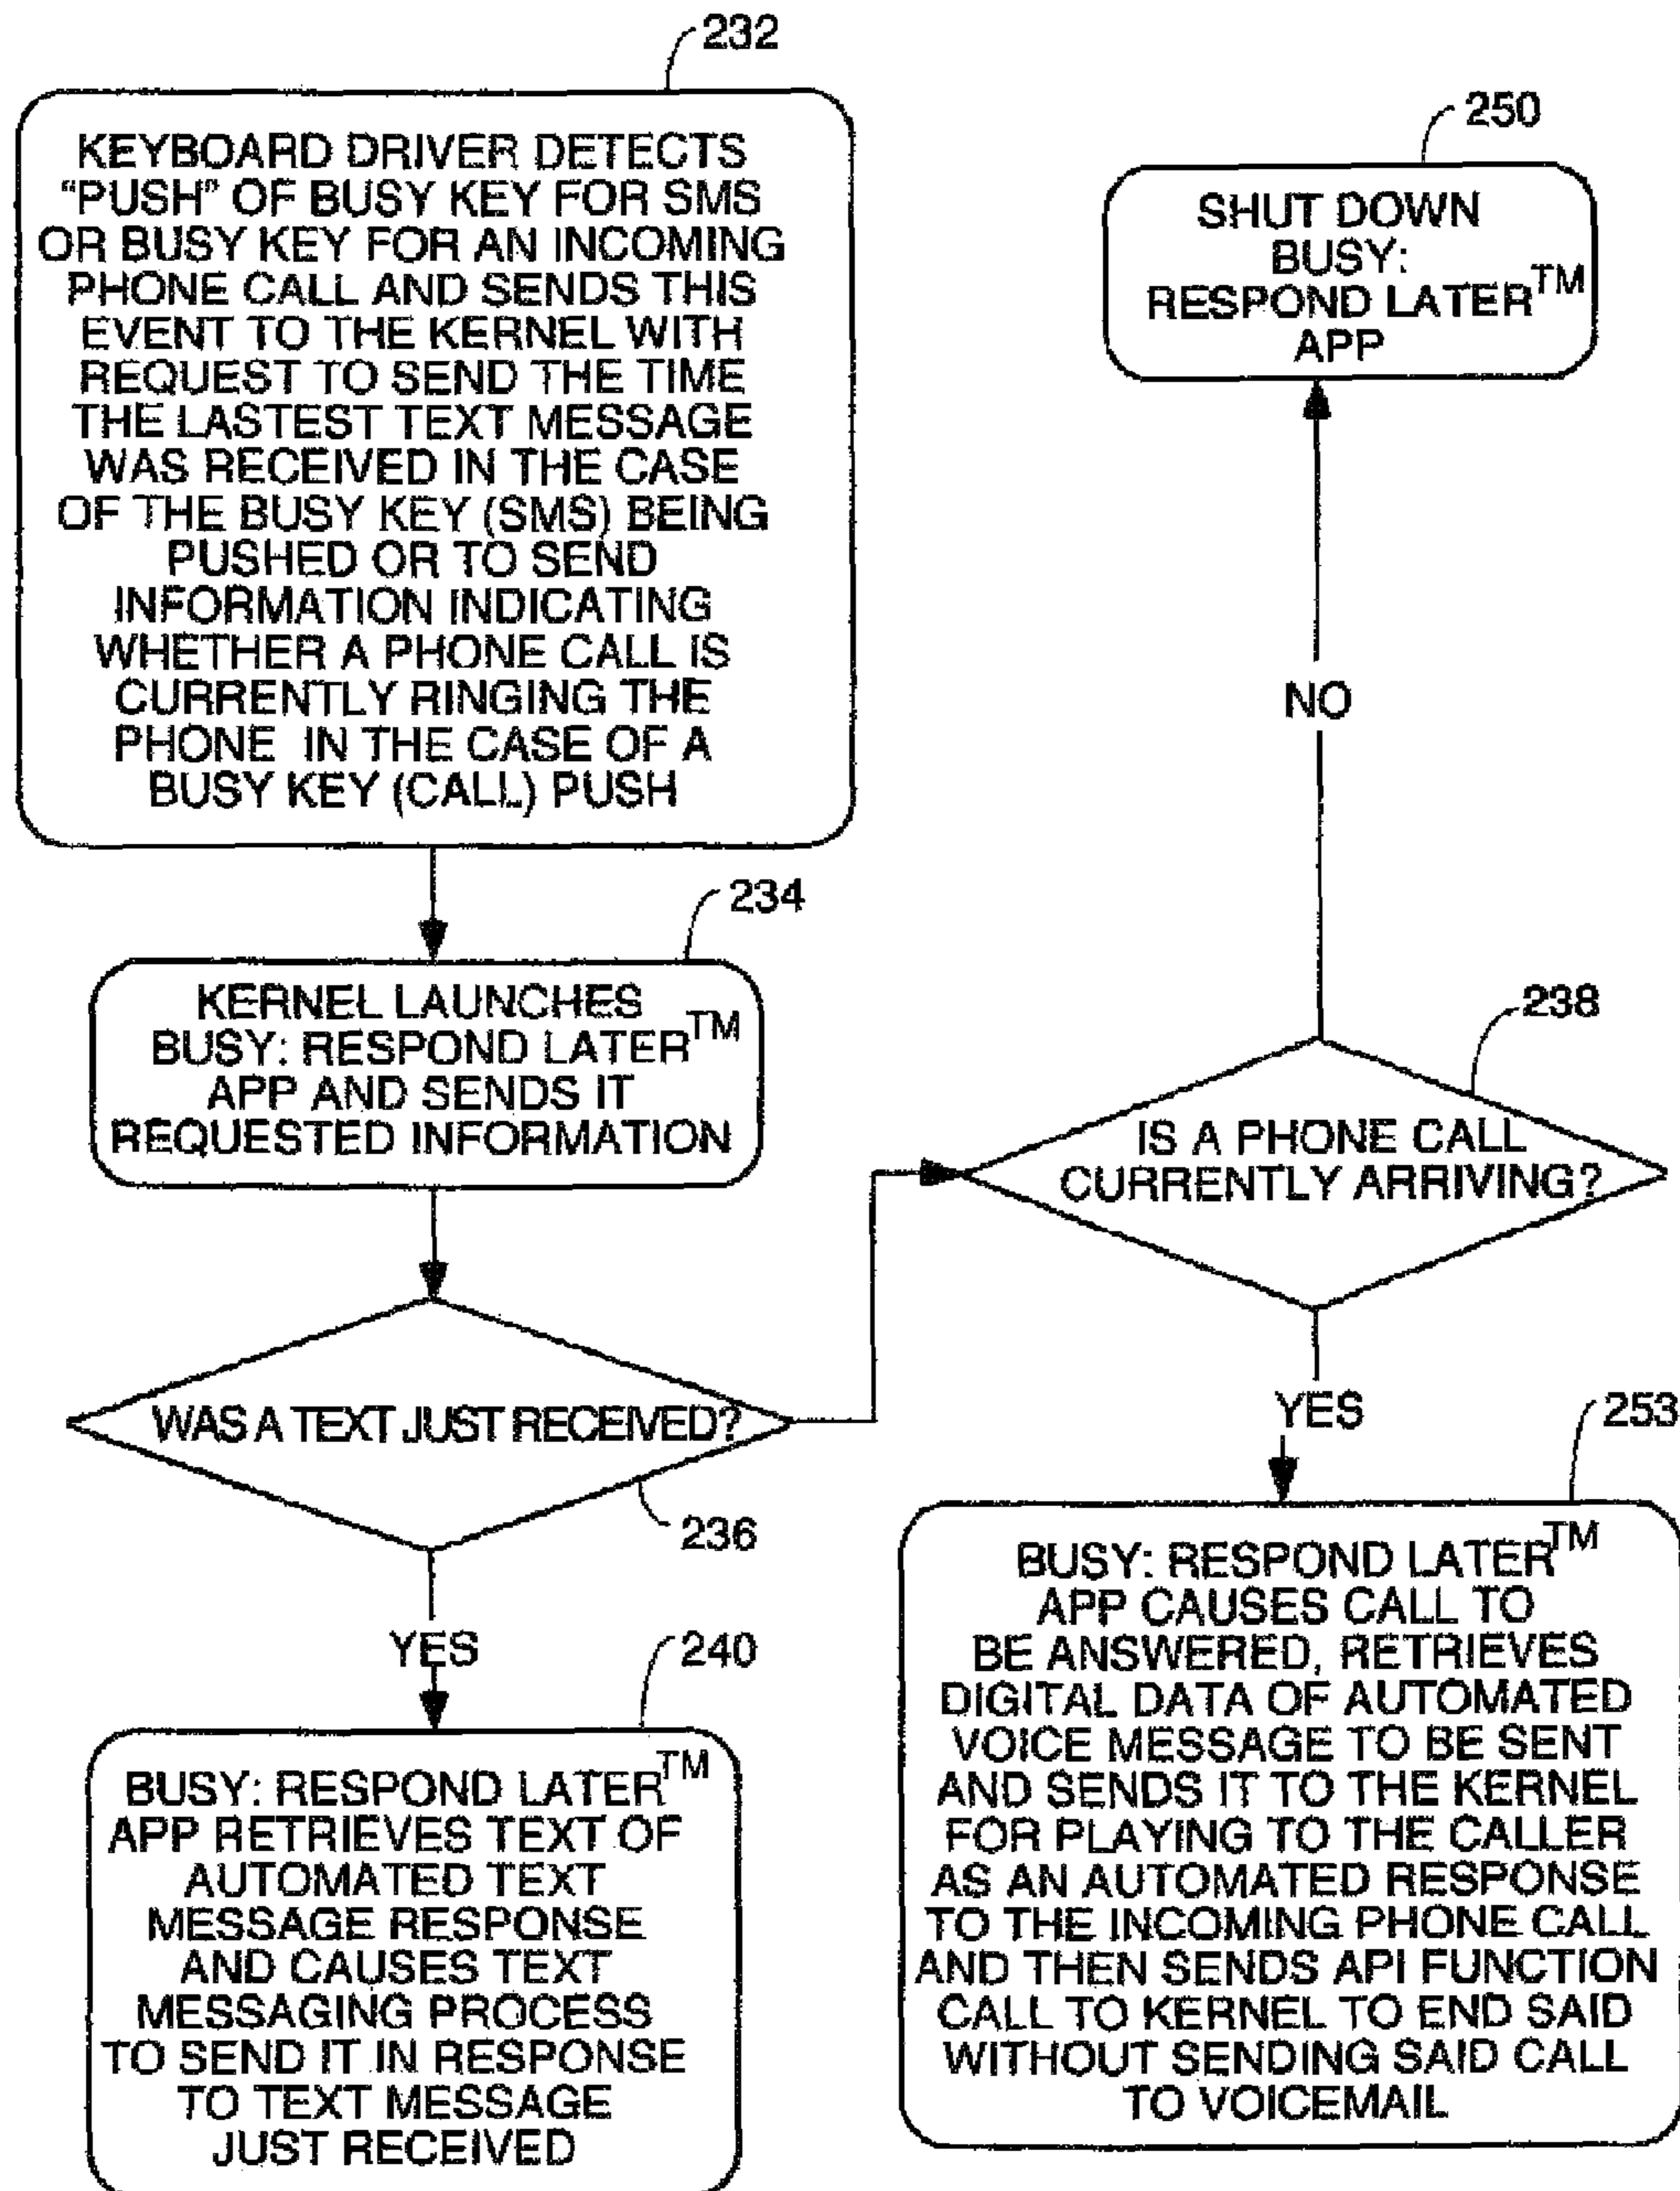 232
KEYBOARD DRIVER DETECTS
"PUSH" OF BUSY KEY FOR SMS
OR BUSY KEY FOR AN INCOMING
PHONE CALL AND SENDS THIS
EVENT TO THE KERNEL WITH
REQUEST TO SEND THE TIME
THE LASTEST TEXT MESSAGE
WAS RECEIVED IN THE CASE
OF THE BUSY KEY (SMS) BEING
PUSHED OR TO SEND
INFORMATION INDICATING
WHETHER A PHONE CALL IS
CURRENTLY RINGING THE
PHONE IN THE CASE OF A
BUSY KEY (CALL) PUSH
234
KERNEL LAUNCHES
BUSY: RESPOND LATER™
APP AND SENDS IT
REQUESTED INFORMATION
WAS A TEXT JUST RECEIVED?
236
YES
240
BUSY: RESPOND LATER™
APP RETRIEVES TEXT OF
AUTOMATED TEXT
MESSAGE RESPONSE
AND CAUSES TEXT
MESSAGING PROCESS
TO SEND IT IN RESPONSE
TO TEXT MESSAGE
JUST RECEIVED
250
SHUT DOWN
BUSY:
RESPOND LATER™
APP
NO
238
IS A PHONE CALL
CURRENTLY ARRIVING?
YES
253
BUSY: RESPOND LATER™
APP CAUSES CALL TO
BE ANSWERED, RETRIEVES
DIGITAL DATA OF AUTOMATED
VOICE MESSAGE TO BE SENT
AND SENDS IT TO THE KERNEL
FOR PLAYING TO THE CALLER
AS AN AUTOMATED RESPONSE
TO THE INCOMING PHONE CALL
AND THEN SENDS API FUNCTION
CALL TO KERNEL TO END SAID
WITHOUT SENDING SAID CALL
TO VOICEMAIL